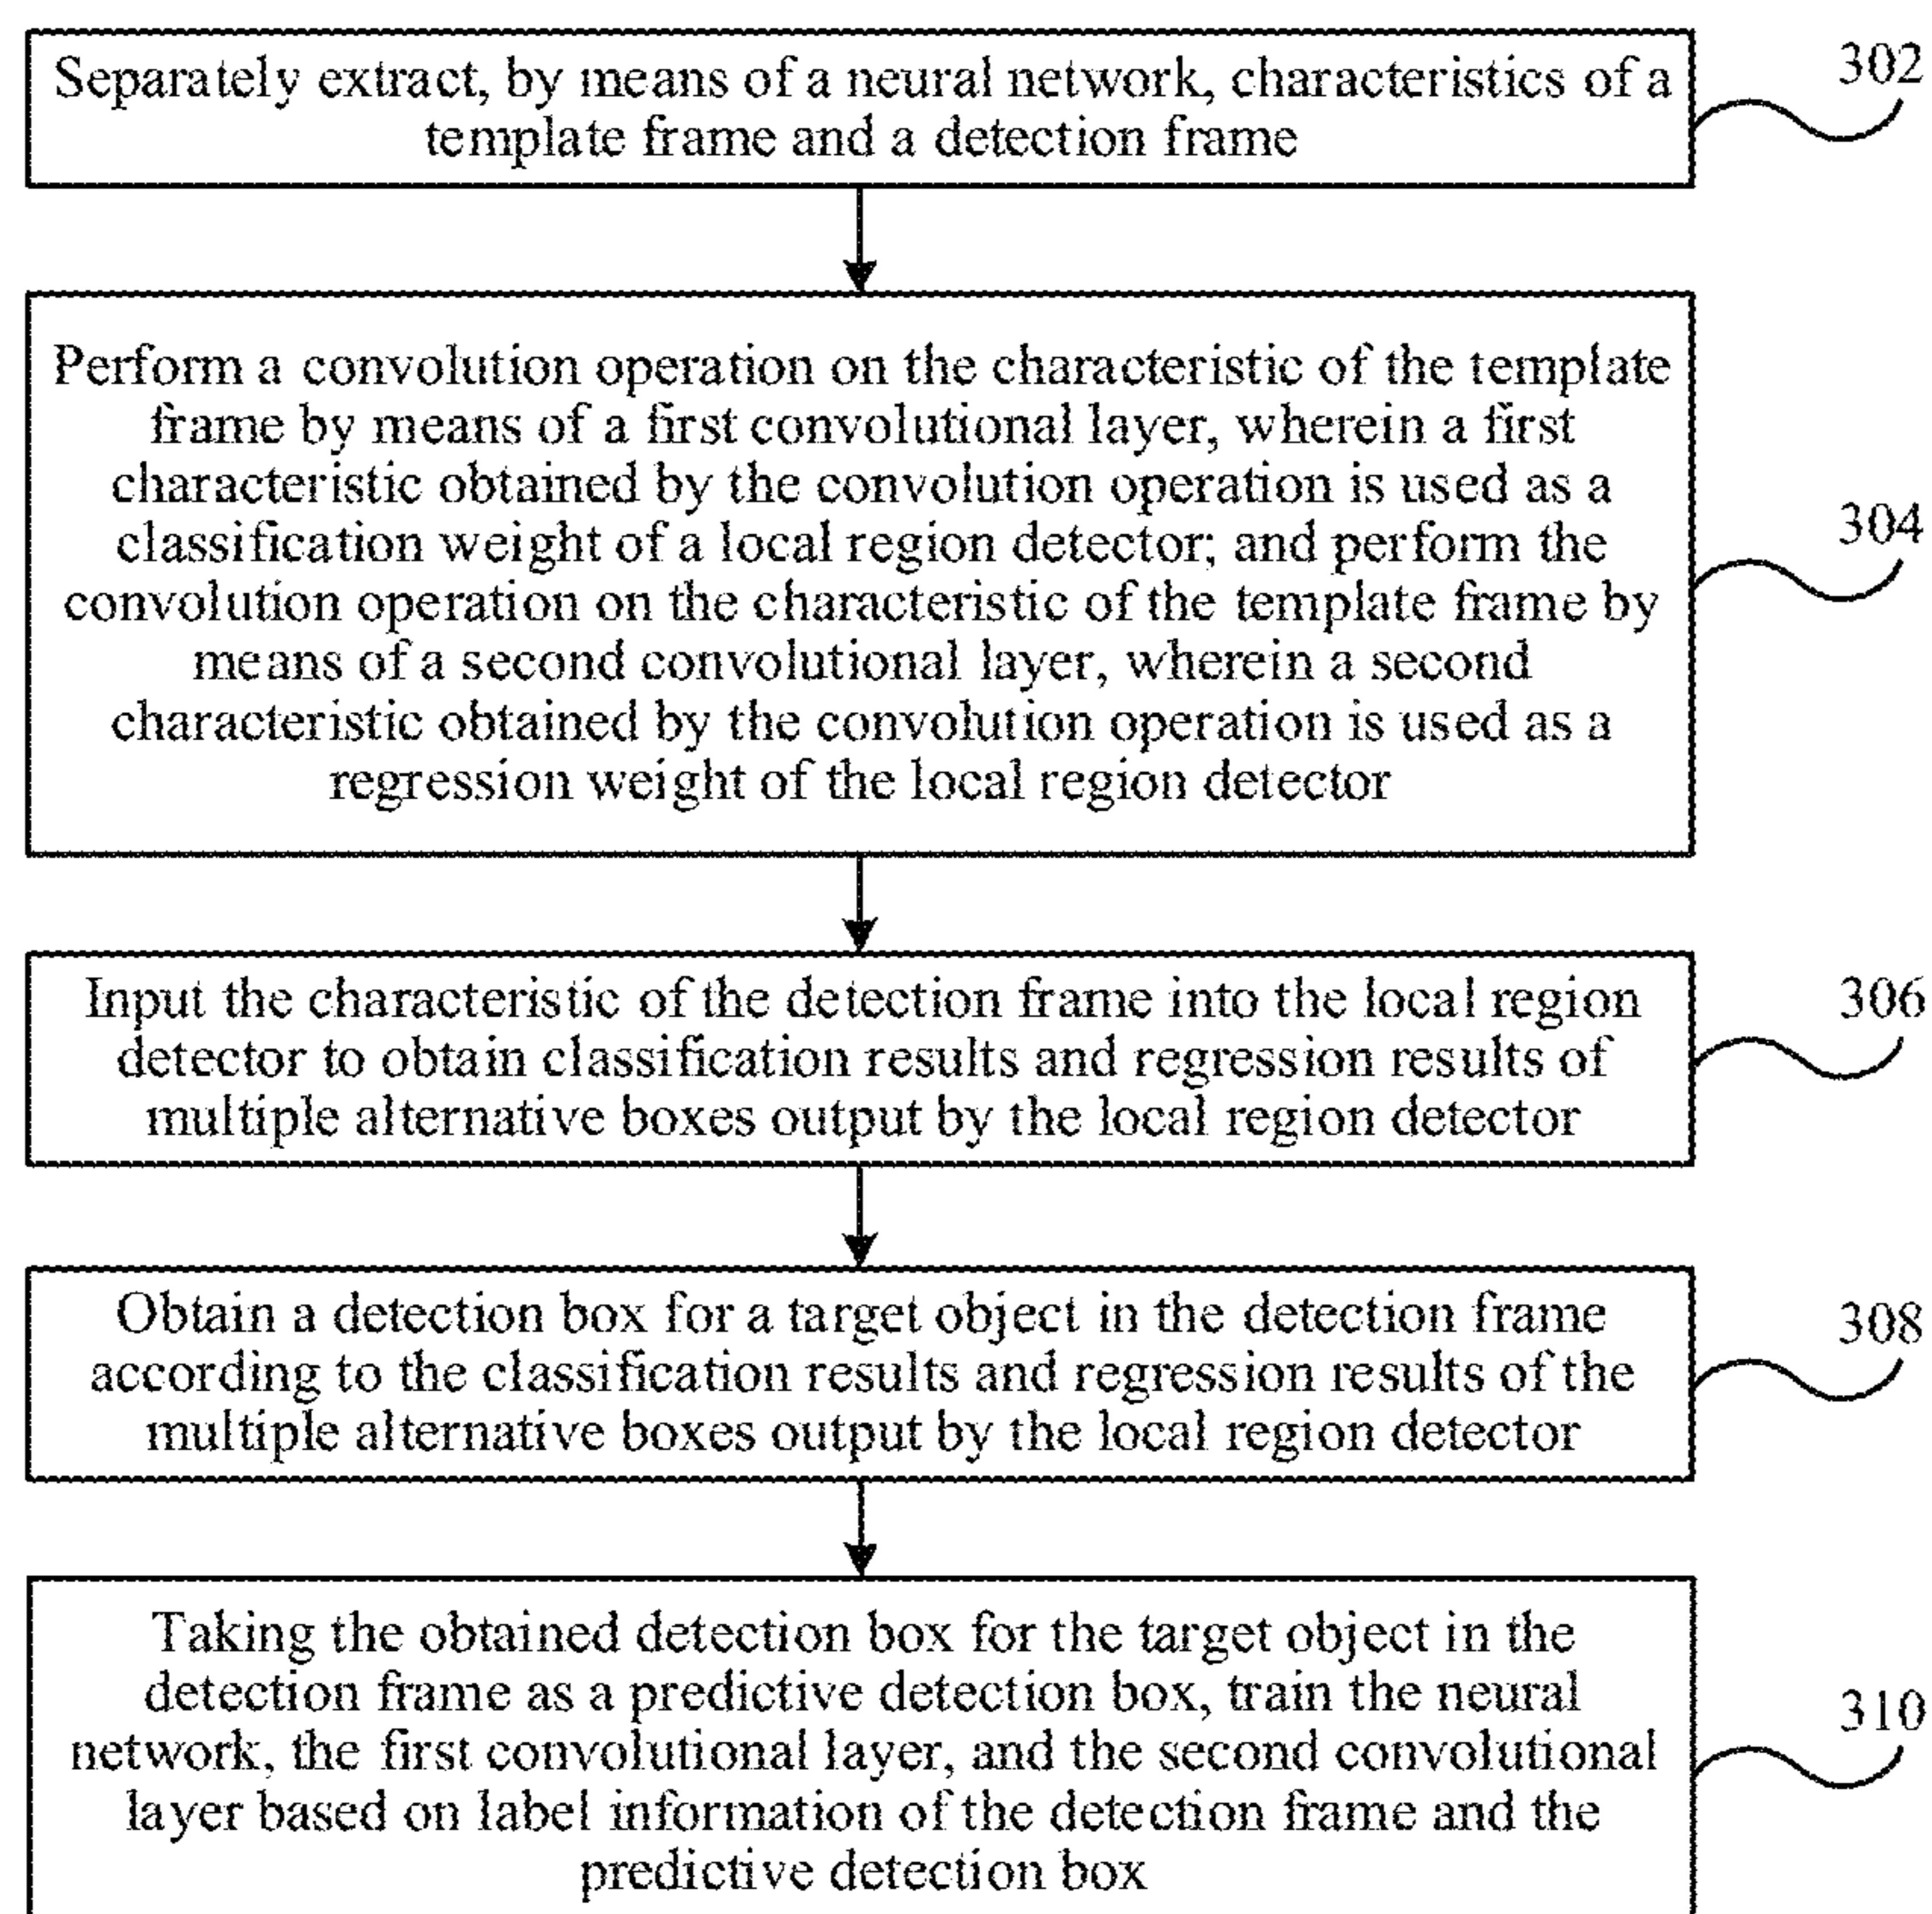 Separately extract, by means of a neural network, characteristics of a
template frame and a detection frame
302
Perform a convolution operation on the characteristic of the template
frame by means of a first convolutional layer, wherein a first
characteristic obtained by the convolution operation is used as a
classification weight of a local region detector; and perform the
convolution operation on the characteristic of the template frame by
means of a second convolutional layer, wherein a second
characteristic obtained by the convolution operation is used as a
regression weight of the local region detector
304
Input the characteristic of the detection frame into the local region
detector to obtain classification results and regression results of
multiple alternative boxes output by the local region detector
306
Obtain a detection box for a target object in the detection frame
according to the classification results and regression results of the
multiple alternative boxes output by the local region detector
308
Taking the obtained detection box for the target object in the
detection frame as a predictive detection box, train the neural
network, the first convolutional layer, and the second convolutional
layer based on label information of the detection frame and the
predictive detection box
310